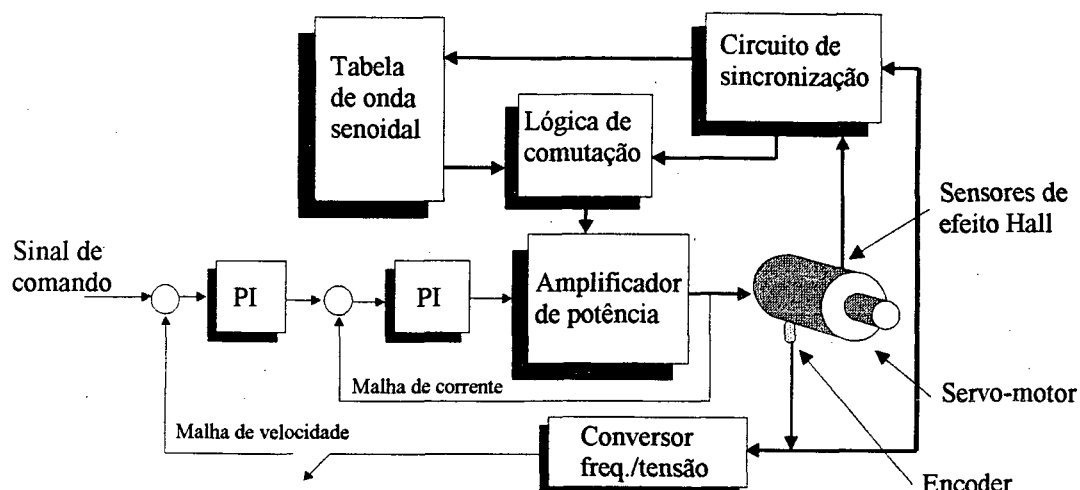 Tabela
de onda
senoidal
Circuito de
sincronização
Lógica de
comutação
Sensores de
efeito Hall
Sinal de
comando
PI
PI
Amplificador
de potência
Malha de corrente
Servo-motor
Malha de velocidade
Conversor
freq./tensão
Encoder